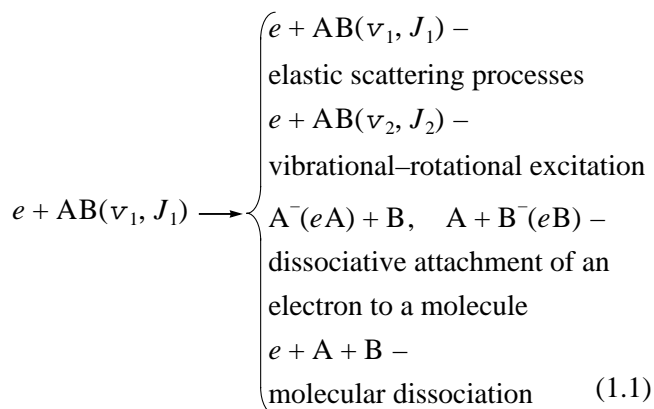 e + AB(v₁, J₁) –
elastic scattering processes
e + AB(v₂, J₂) –
vibrational–rotational excitation
e + AB(v₁, J₁) ⟶
A⁻(eA) + B, A + B⁻(eB) –
dissociative attachment of an
electron to a molecule
e + A + B –
molecular dissociation (1.1)